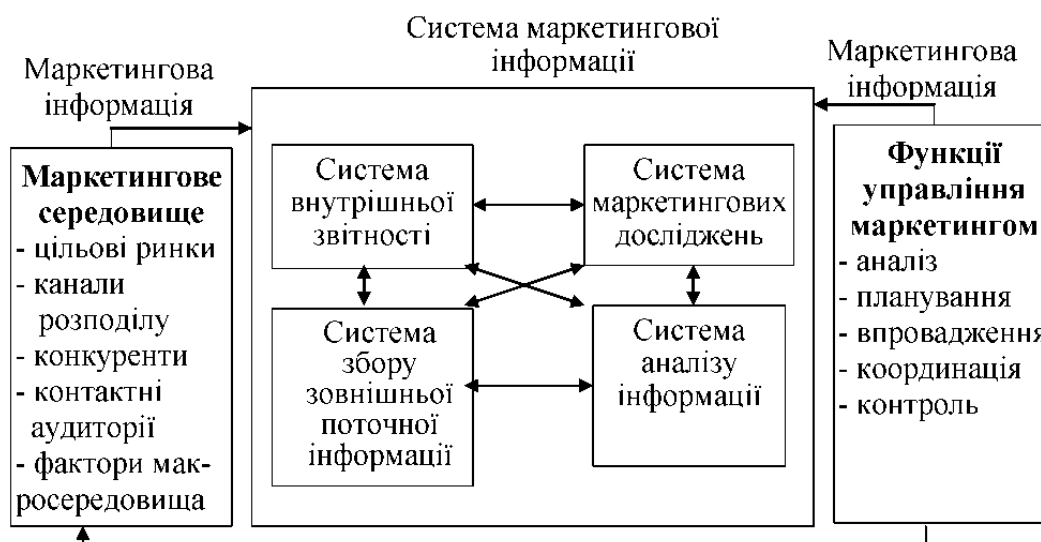 Система маркетингової
інформації
Маркетингова
інформація
Маркетингова
інформація
Маркетингове
середовище
- цільові ринки
- канали
розподілу
- конкуренти
- контактні
аудиторії
- фактори мак-
росередовища
Система
внутрішньої
звітності
Система
маркетингових
досліджень
Система
збору
зовнішньої
поточної
інформації
Система
аналізу
інформації
Функції
управління
маркетингом
- аналіз
- планування
- впровадження
- координація
- контроль